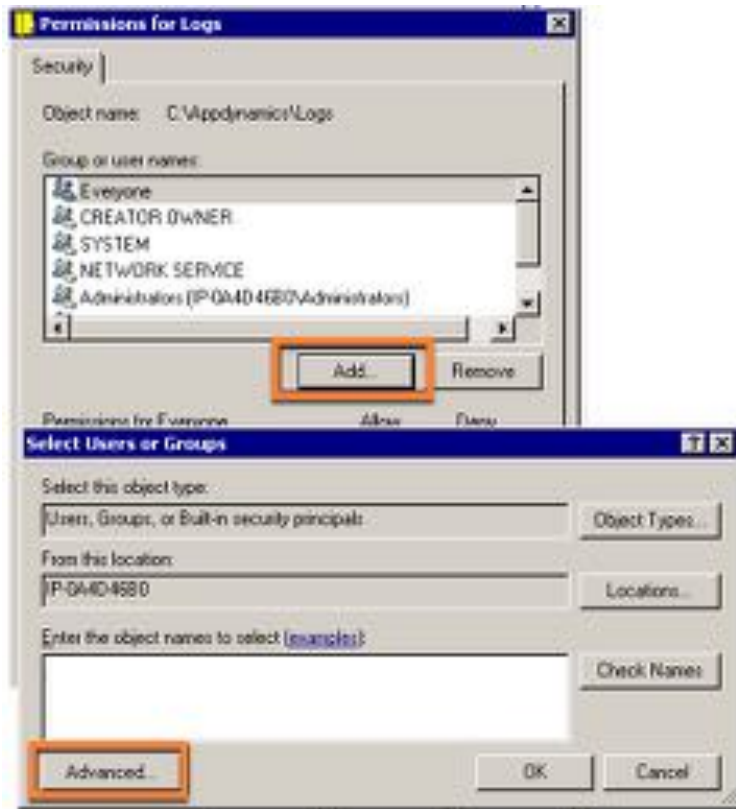 Permissions for Logs
Security
Object name: C:\Appdynamics\Logs
Group or user names:
Everyone
CREATOR OWNER
SYSTEM
NETWORK SERVICE
Administrators (IP-0A4D46B0\Administrators)
Add... Remove
Permissions for Everyone Allow Deny
Select Users or Groups
Select this object type:
Users, Groups, or Built-in security principals Object Types...
From this location:
IP-0A4D46B0 Locations...
Enter the object names to select (examples):
Check Names
Advanced... OK Cancel